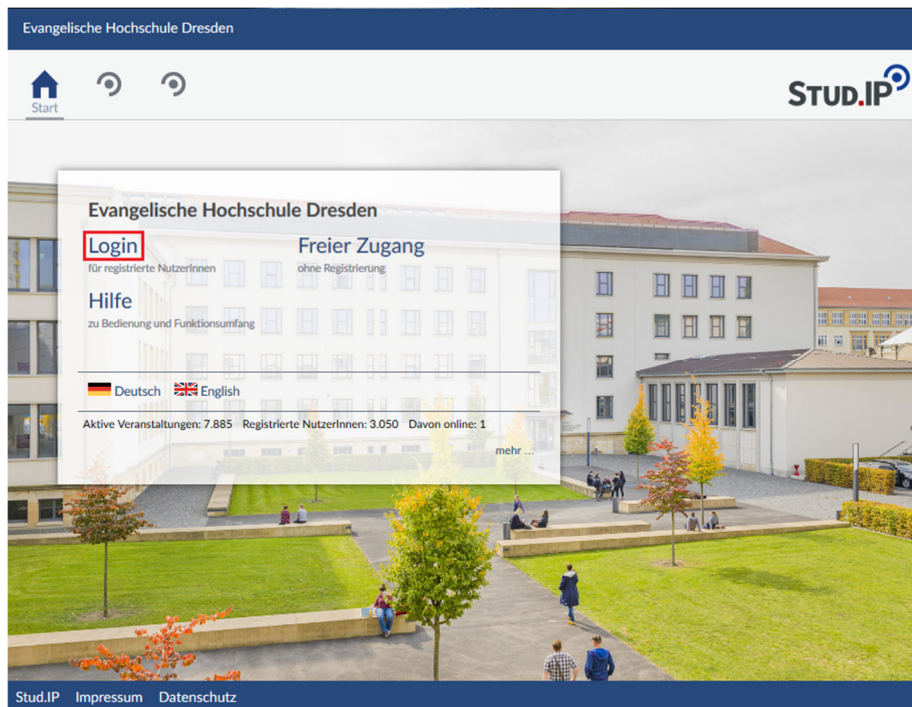 Evangelische Hochschule Dresden
Start
STUD.IP
Evangelische Hochschule Dresden
Login Freier Zugang
für registrierte NutzerInnen ohne Registrierung
Hilfe
zu Bedienung und Funktionsumfang
Deutsch English
Aktive Veranstaltungen: 7.885 Registrierte NutzerInnen: 3.050 Davon online: 1
mehr ...
Stud.IP Impressum Datenschutz